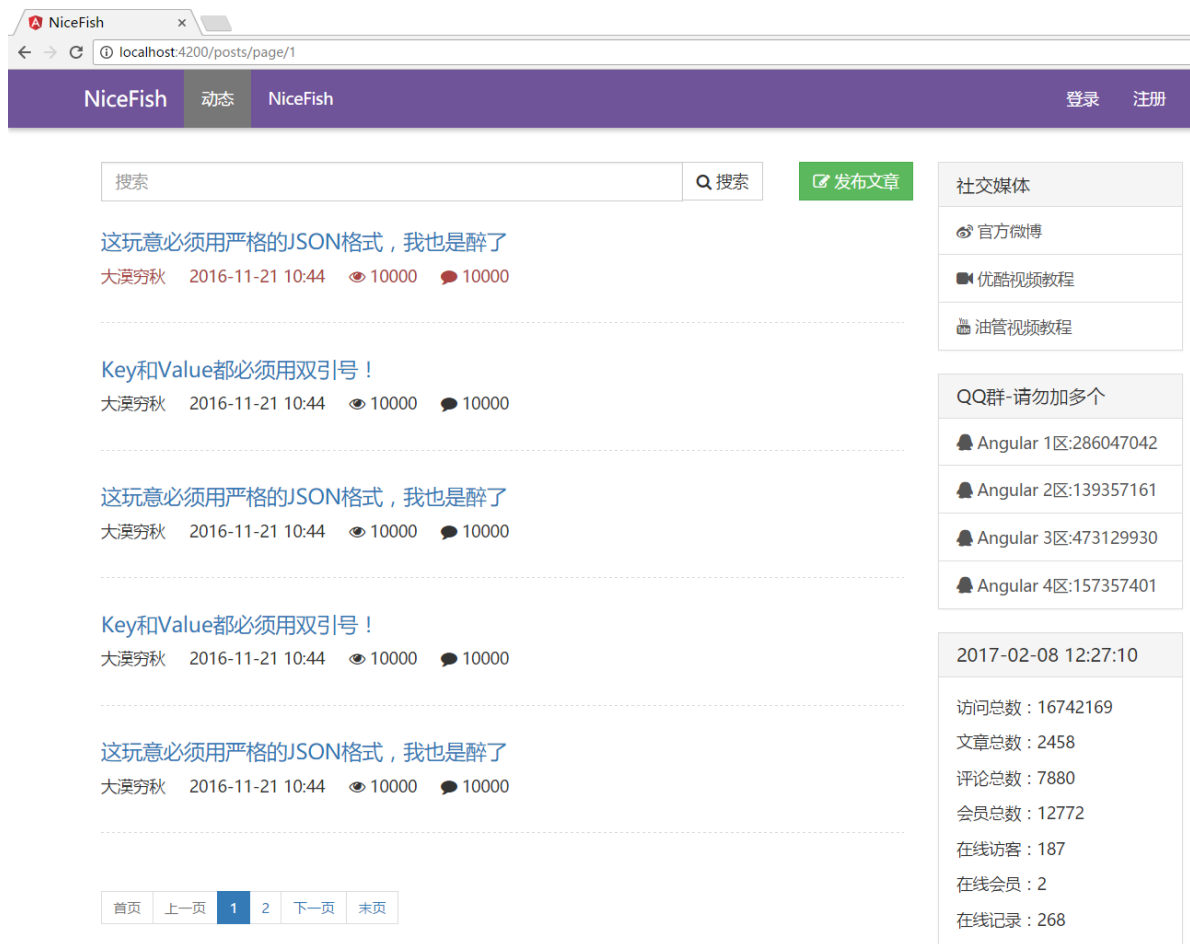 NiceFish
localhost:4200/posts/page/1
NiceFish 动态 NiceFish 登录 注册
搜索 搜索 发布文章
这玩意必须用严格的JSON格式，我也是醉了
大漠穷秋 2016-11-21 10:44 10000 10000
Key和Value都必须用双引号！
大漠穷秋 2016-11-21 10:44 10000 10000
这玩意必须用严格的JSON格式，我也是醉了
大漠穷秋 2016-11-21 10:44 10000 10000
Key和Value都必须用双引号！
大漠穷秋 2016-11-21 10:44 10000 10000
这玩意必须用严格的JSON格式，我也是醉了
大漠穷秋 2016-11-21 10:44 10000 10000
首页 上一页 1 2 下一页 末页
社交媒体
官方微博
优酷视频教程
You Tube 油管视频教程
QQ群-请勿加多个
Angular 1区:286047042
Angular 2区:139357161
Angular 3区:473129930
Angular 4区:157357401
2017-02-08 12:27:10
访问总数：16742169
文章总数：2458
评论总数：7880
会员总数：12772
在线访客：187
在线会员：2
在线记录：268